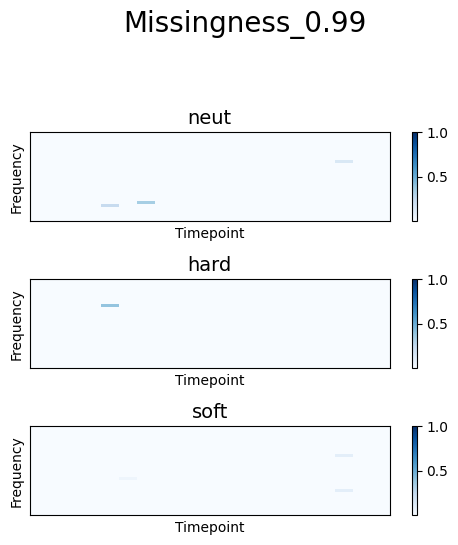 Missingness_0.99
neut
Frequency
Timepoint
1.0
0.5
hard
Frequency
Timepoint
1.0
0.5
soft
Frequency
Timepoint
1.0
0.5